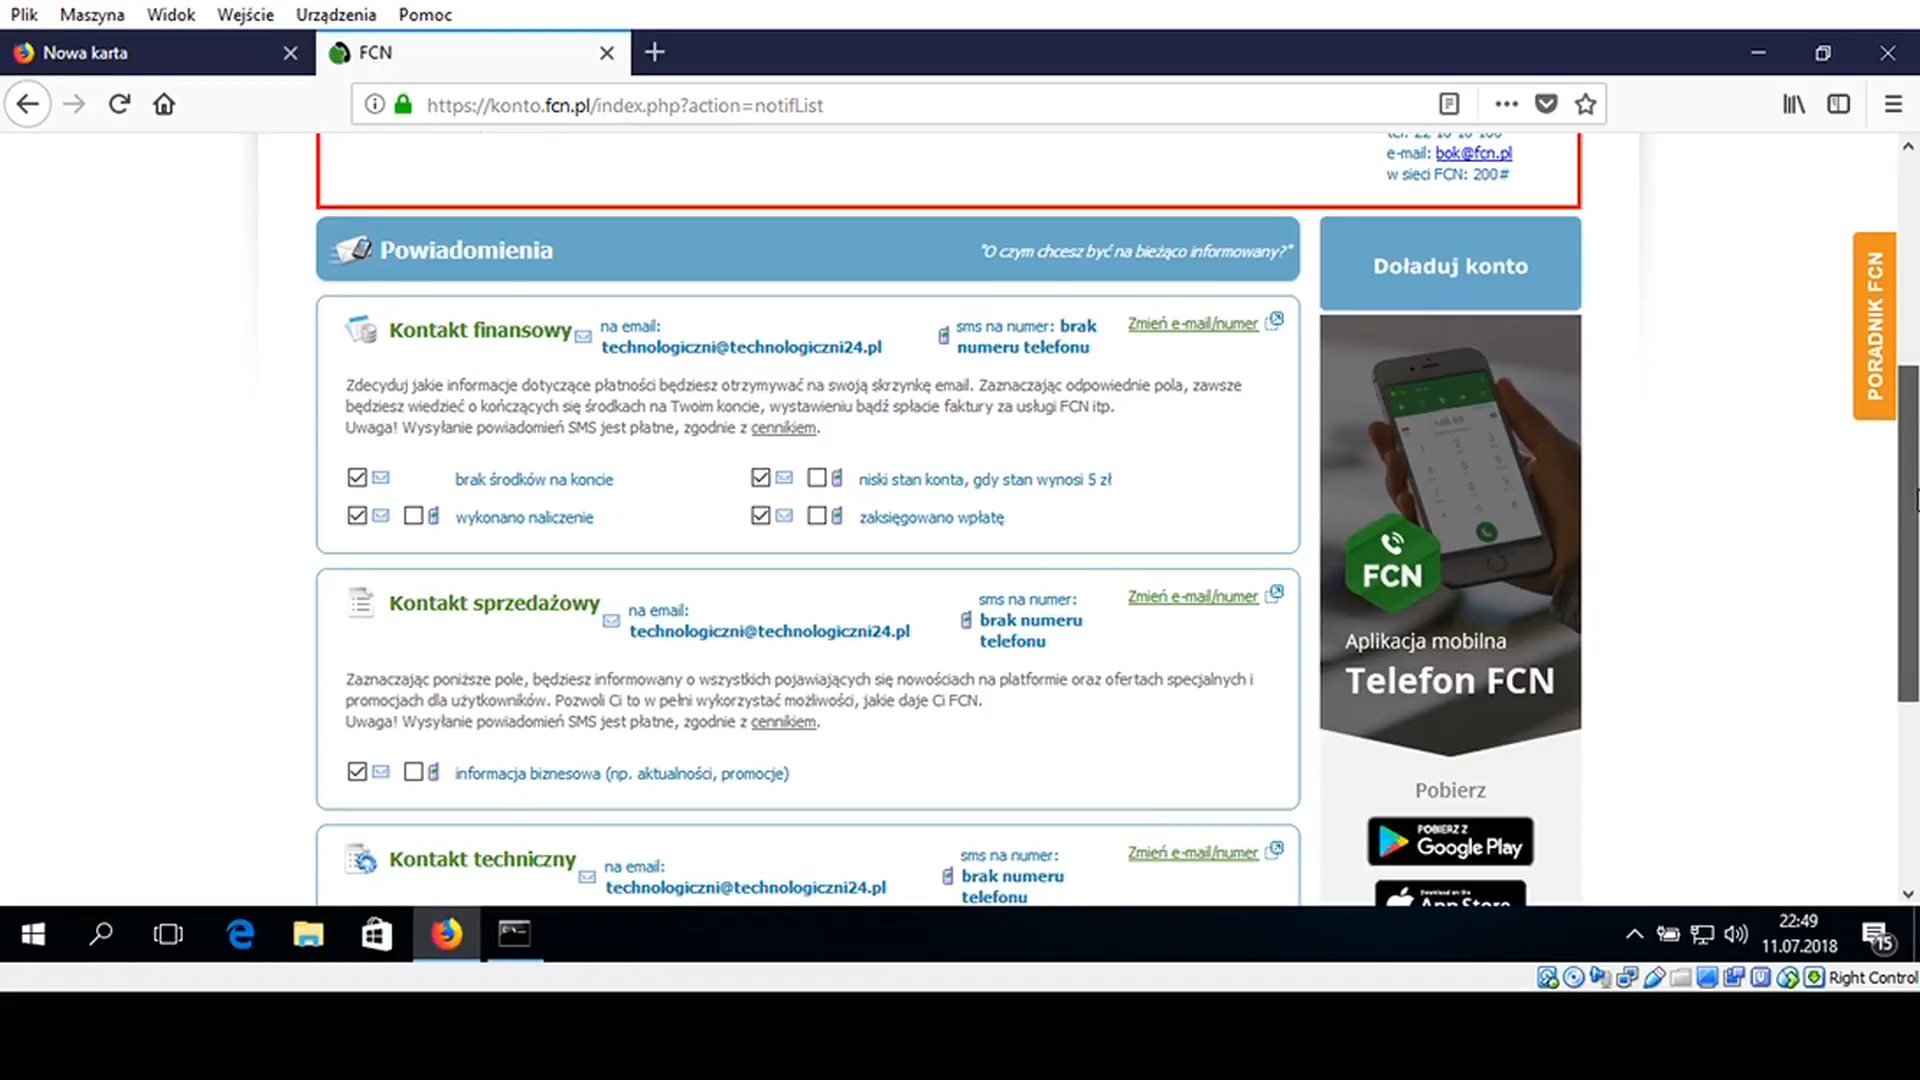 Plik Maszyna Widok Wejście Urządzenia Pomoc
Nowa karta
FCN
https://konto.fcn.pl/index.php?action=notifList
e-mail: bok@fcn.pl
w sieci FCN: 200#
Powiadomienia
"O czym chcesz być na bieżąco informowany?"
Doładuj konto
PORADNIK FCN
Kontakt finansowy
na email:
technologiczni@technologiczni24.pl
sms na numer: brak
numeru telefonu
Zmień e-mail/numer
Zdecyduj jakie informacje dotyczące płatności będziesz otrzymywać na swoją skrzynkę email. Zaznaczając odpowiednie pola, zawsze
będziesz wiedzieć o kończących się środkach na Twoim koncie, wystawieniu bądź spłacie faktury za usługi FCN itp.
Uwaga! Wysyłanie powiadomień SMS jest płatne, zgodnie z cennikiem.
brak środków na koncie
niski stan konta, gdy stan wynosi 5 zł
wykonano naliczenie
zaksięgowano wpłatę
Kontakt sprzedażowy
na email:
technologiczni@technologiczni24.pl
sms na numer:
brak numeru
telefonu
Zmień e-mail/numer
Zaznaczając poniższe pole, będziesz informowany o wszystkich pojawiających się nowościach na platformie oraz ofertach specjalnych i
promocjach dla użytkowników. Pozwoli Ci to w pełni wykorzystać możliwości, jakie daje Ci FCN.
Uwaga! Wysyłanie powiadomień SMS jest płatne, zgodnie z cennikiem.
informacja biznesowa (np. aktualności, promocje)
Kontakt techniczny
na email:
technologiczni@technologiczni24.pl
sms na numer:
brak numeru
telefonu
Zmień e-mail/numer
FCN
Aplikacja mobilna
Telefon FCN
Pobierz
POBIERZ Z
Google Play
Download on the
App Store
22:49
11.07.2018
15
Right Control